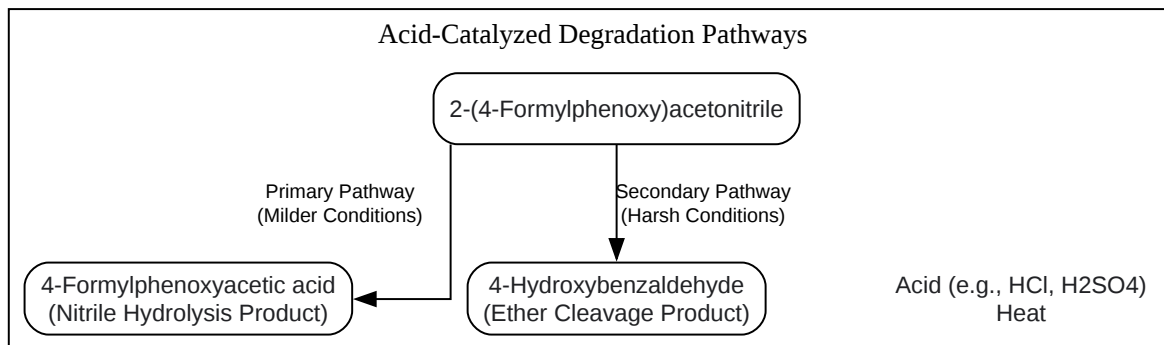 Acid-Catalyzed Degradation Pathways
2-(4-Formylphenoxy)acetonitrile
Primary Pathway
(Milder Conditions)
Secondary Pathway
(Harsh Conditions)
4-Formylphenoxyacetic acid
(Nitrile Hydrolysis Product)
4-Hydroxybenzaldehyde
(Ether Cleavage Product)
Acid (e.g., HCl, H2SO4)
Heat